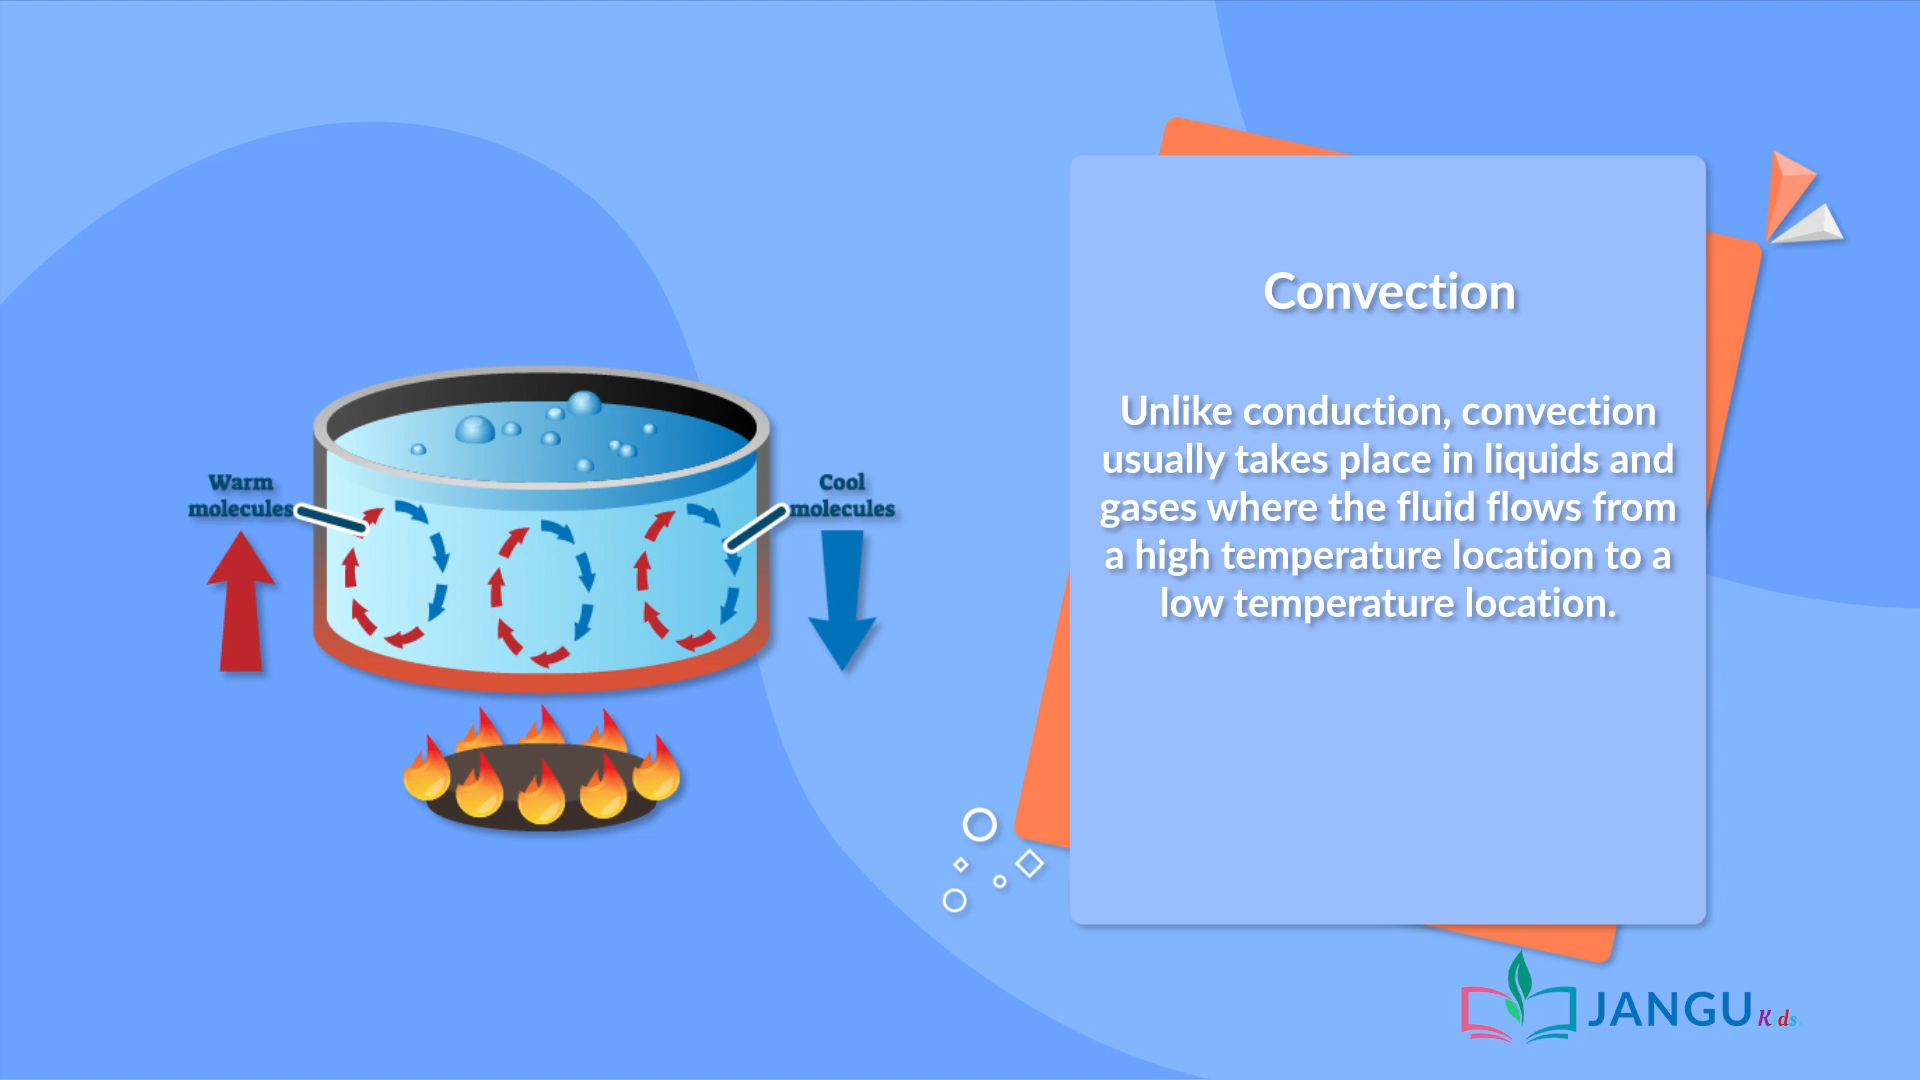 Convection
Unlike conduction, convection
usually takes place in liquids and
gases where the fluid flows from
a high temperature location to a
low temperature location.
Warm
molecules
Cool
molecules
JANGU Kids